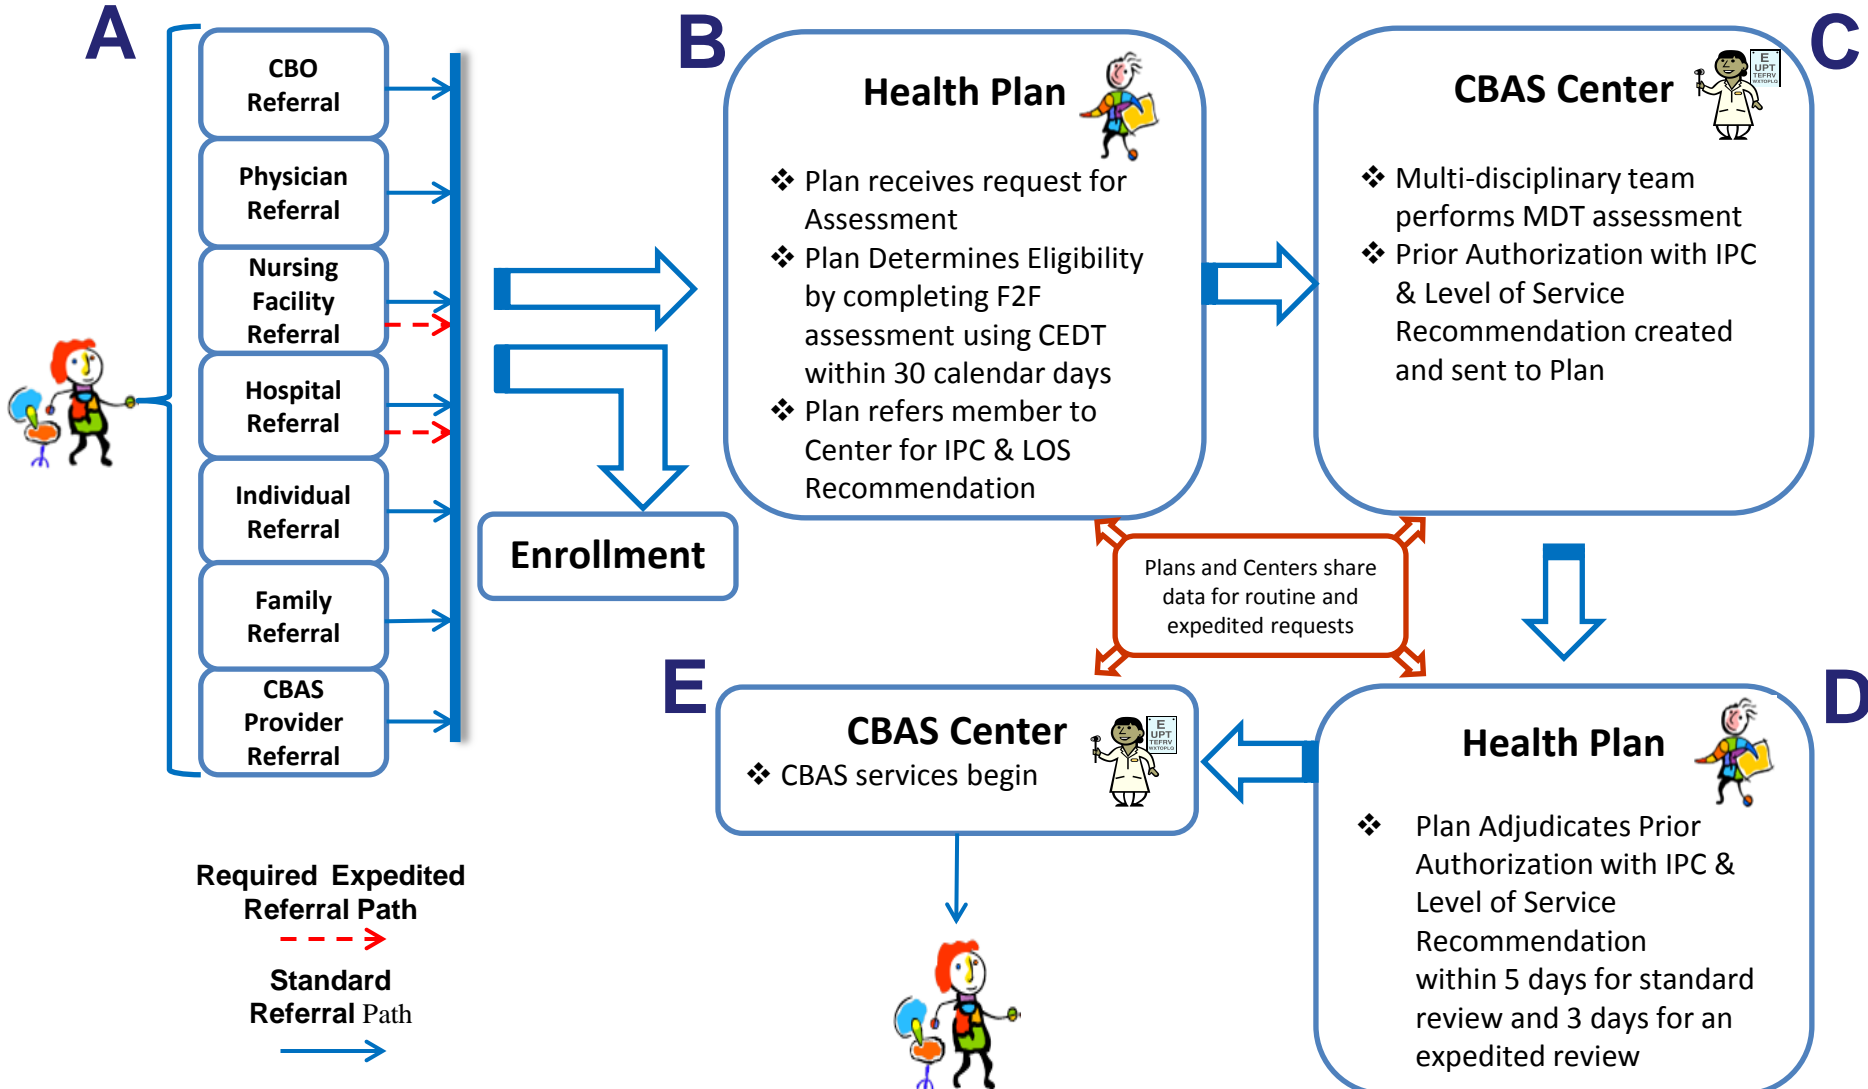 A
CBO
Referral
Physician
Referral
Nursing
Facility
Referral
Hospital
Referral
Individual
Referral
Family
Referral
CBAS
Provider
Referral
Required Expedited
Referral Path
Standard
Referral Path
Enrollment
B
Health Plan
❖ Plan receives request for
Assessment
❖ Plan Determines Eligibility
by completing F2F
assessment using CEDT
within 30 calendar days
❖ Plan refers member to
Center for IPC & LOS
Recommendation
C
CBAS Center
E
UPT
TEFRV
❖ Multi-disciplinary team
performs MDT assessment
❖ Prior Authorization with IPC
& Level of Service
Recommendation created
and sent to Plan
Plans and Centers share
data for routine and
expedited requests
D
Health Plan
❖ Plan Adjudicates Prior
Authorization with IPC &
Level of Service
Recommendation
within 5 days for standard
review and 3 days for an
expedited review
E
CBAS Center
❖ CBAS services begin
E
UPT
TEFRV